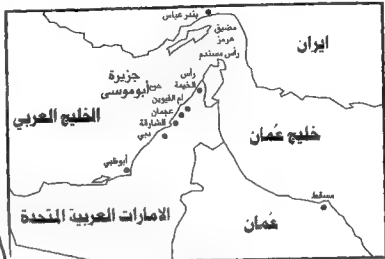 بندر عباس
مضيق
هرمز
ايران
رأس مسندم
جزيرة
أبوموسى
رأس
الخيمة
أم القيوين
عجمان
الشارقة
دبي
الخليج العربي
خليج عُمان
أبوظبي
مسقط
الامارات العربية المتحدة
عُمان